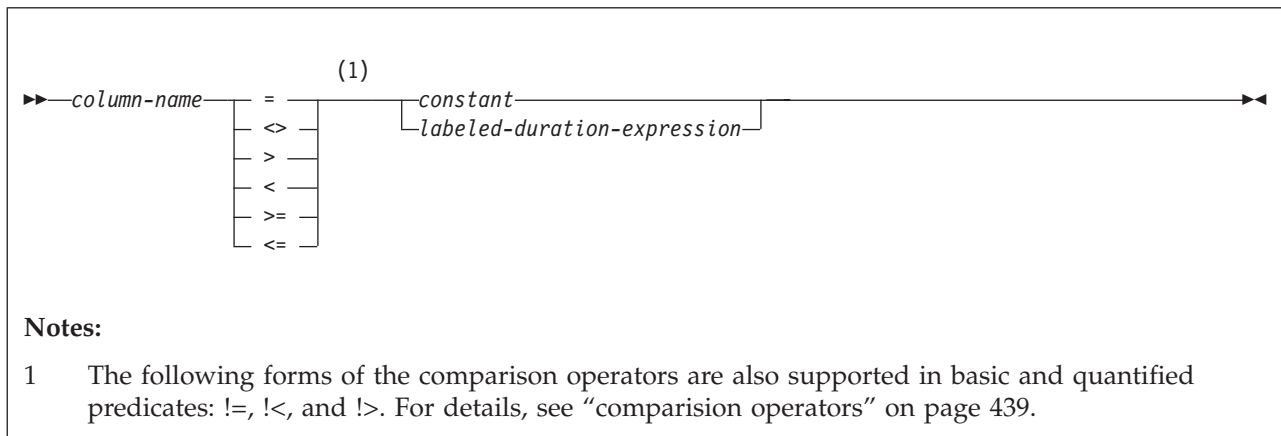 (1)
column-name = constant
<> labeled-duration-expression
>
<
>=
<=
Notes:
1 The following forms of the comparison operators are also supported in basic and quantified
predicates: !=, !<, and !>. For details, see “comparision operators” on page 439.